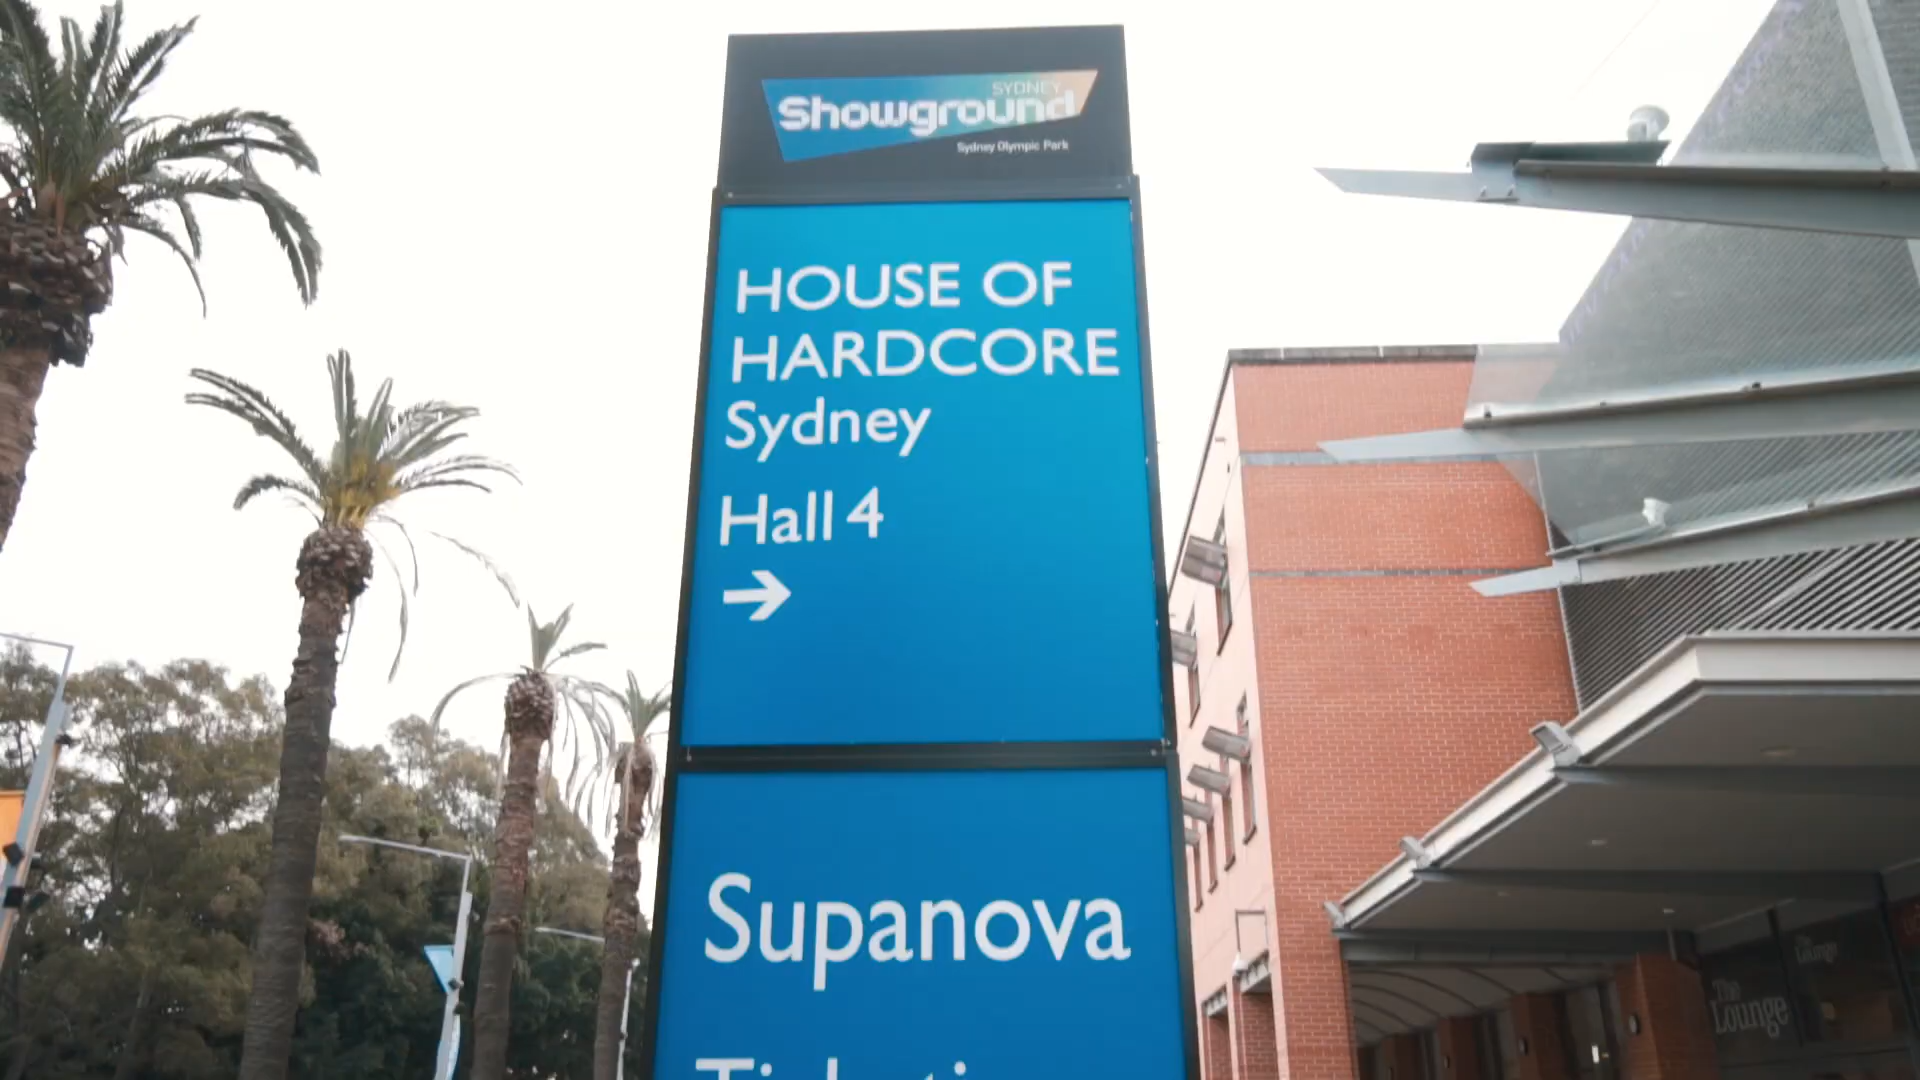 SYDNEY
Showground
Sydney Olympic Park
HOUSE OF
HARDCORE
Sydney
Hall 4
→
Supanova
The
Lounge